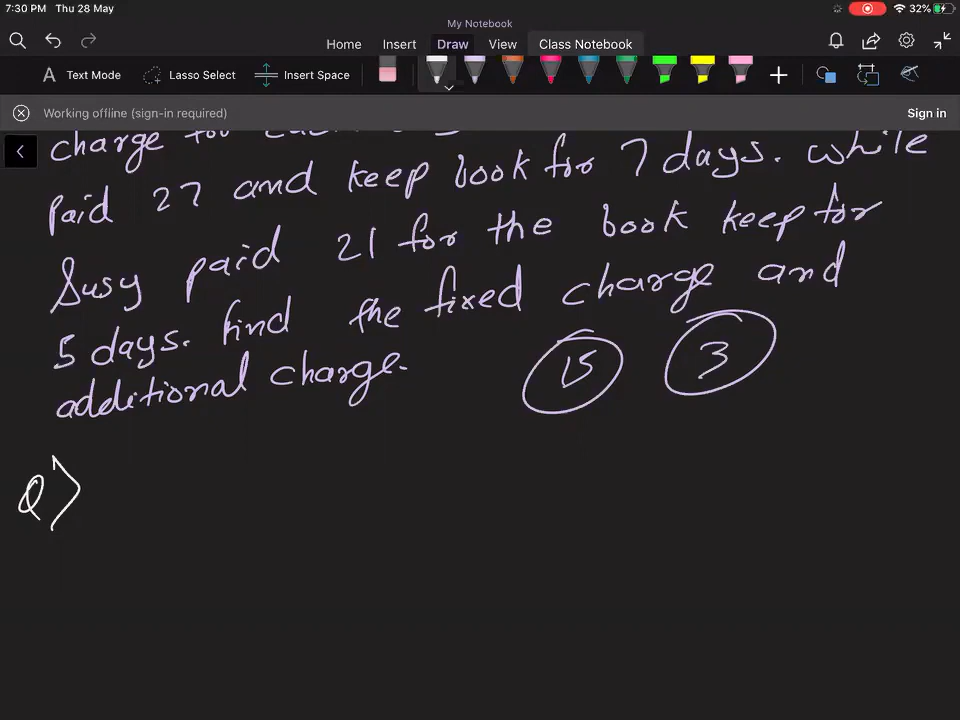 7:30 PM Thu 28 May
32%
My Notebook
Home Insert Draw View Class Notebook
Text Mode Lasso Select Insert Space
Working offline (sign-in required) Sign in
charge for
paid 27 and keep book for 7 days. while
Susy paid 21 for the book keep for
5 days. find the fixed charge and
additional charge. 15 3
Q>